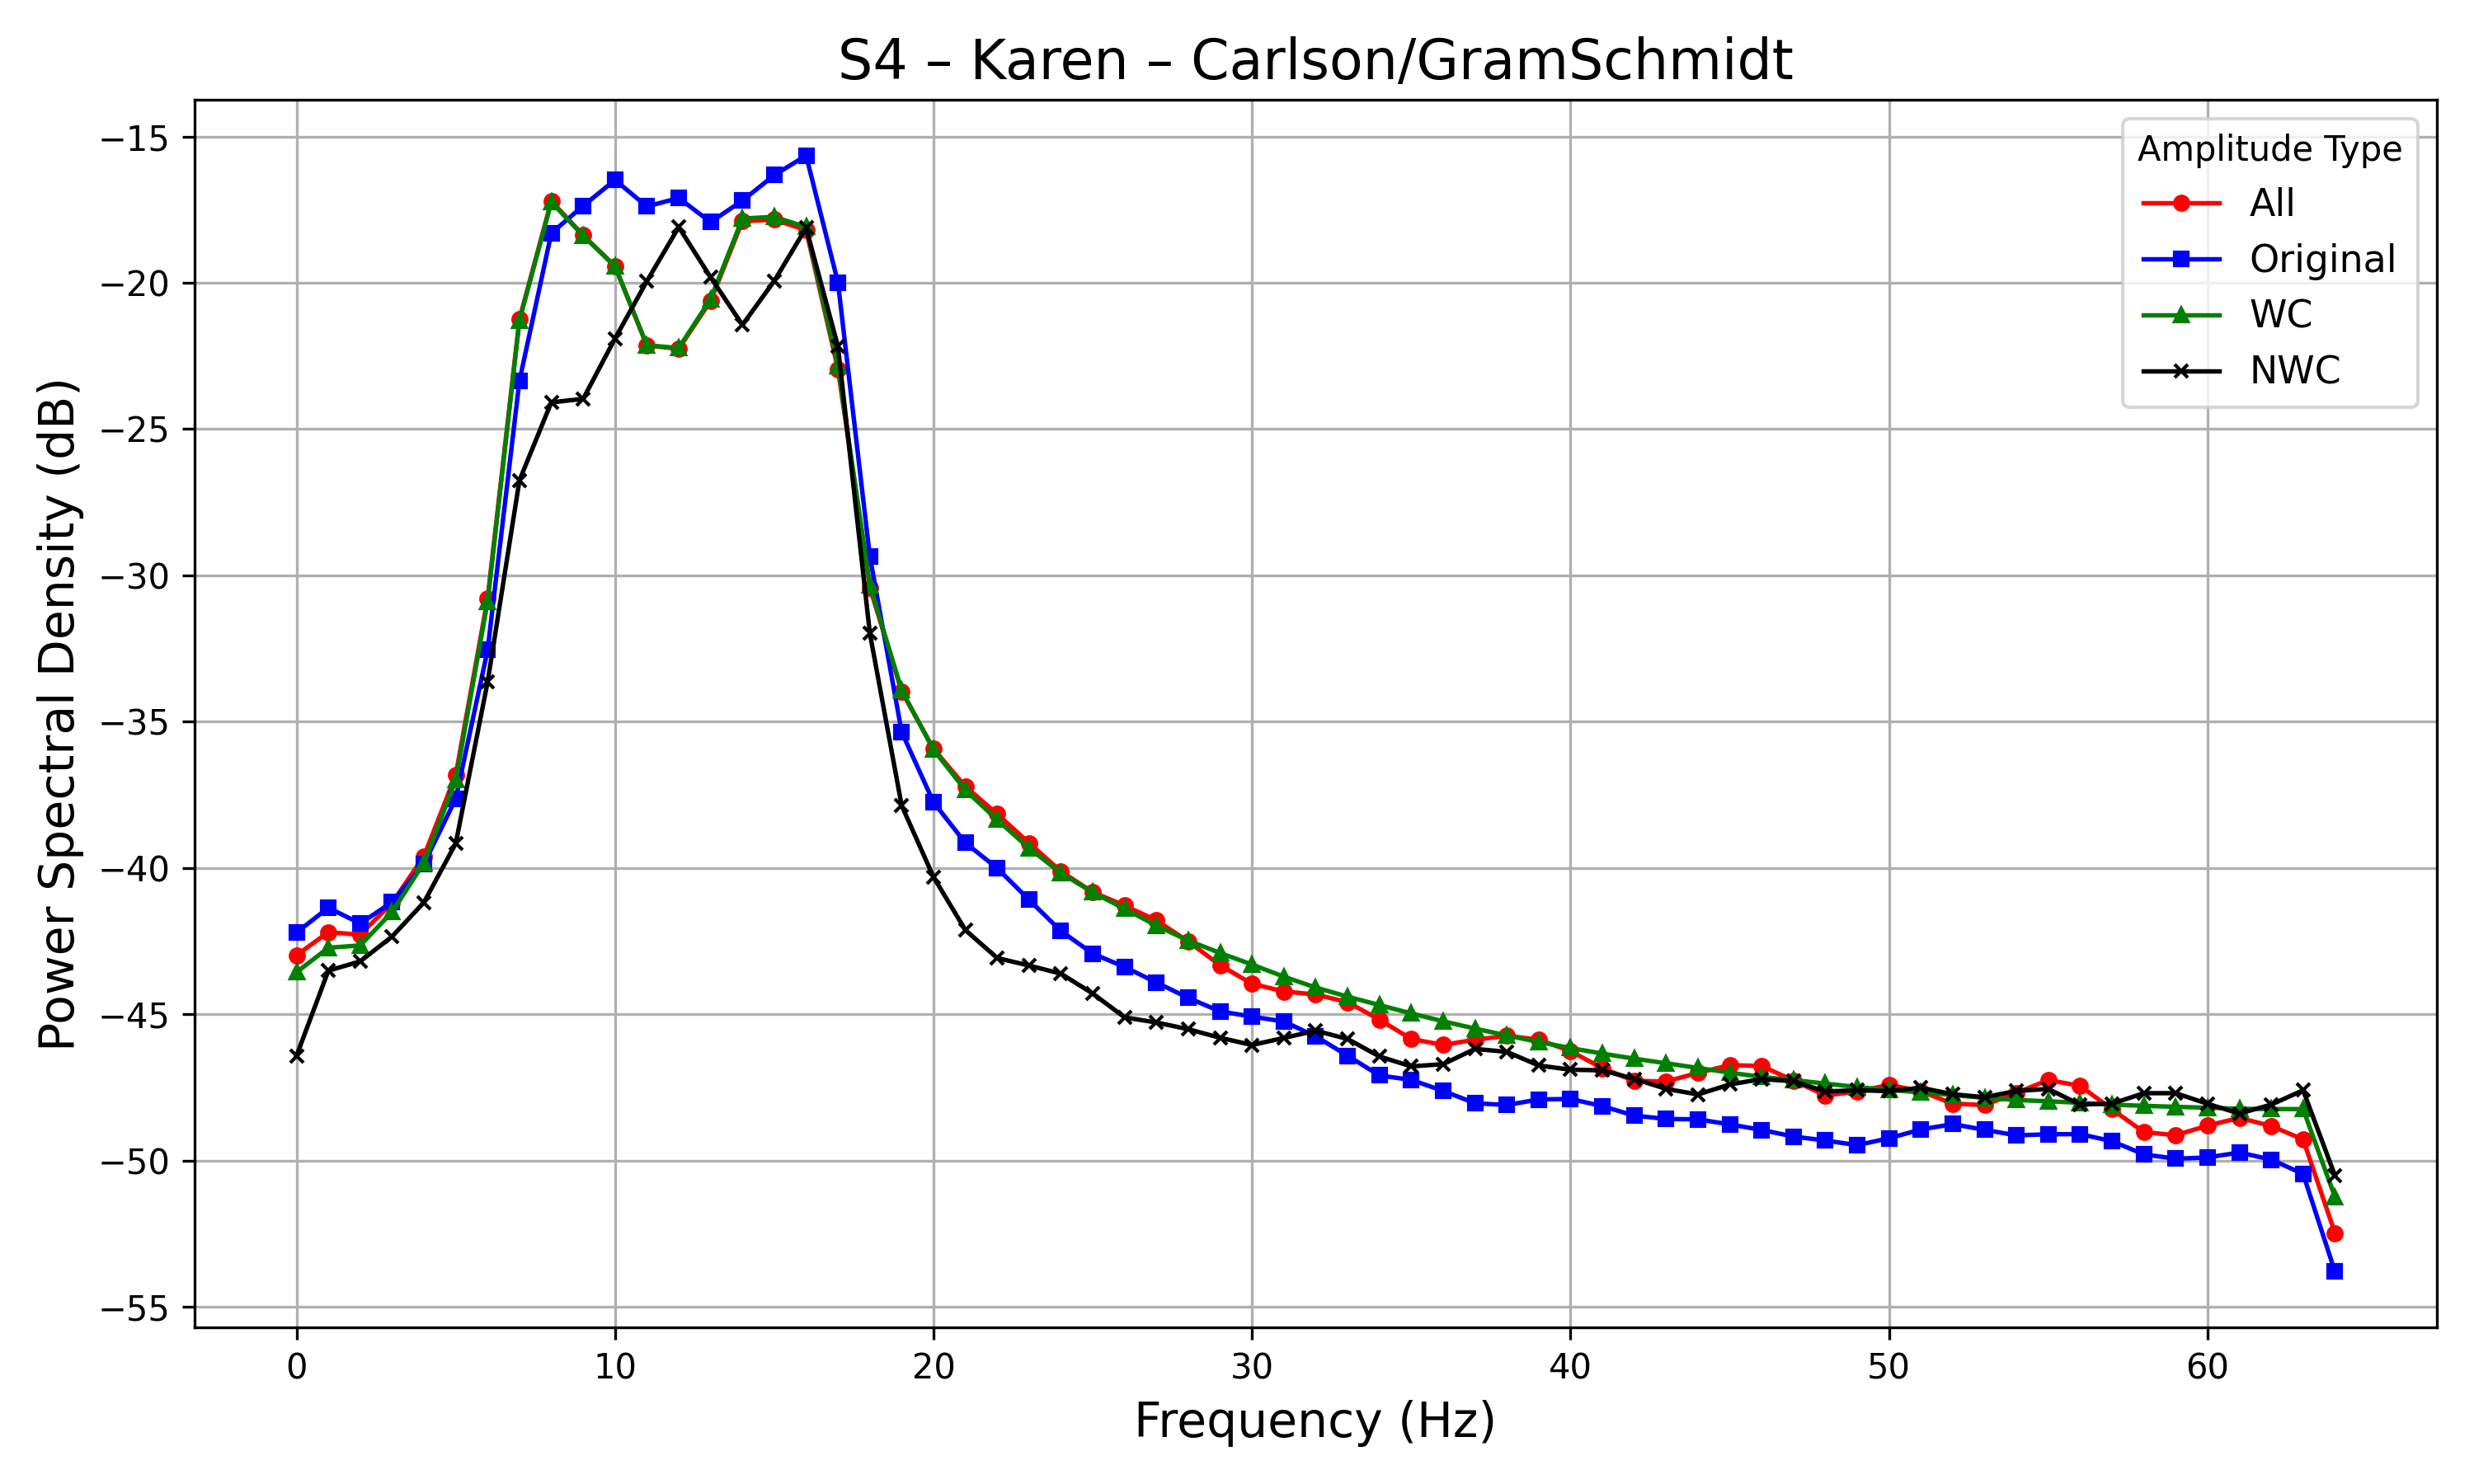 S4 – Karen – Carlson/GramSchmidt
Power Spectral Density (dB)
−15
−20
−25
−30
−35
−40
−45
−50
−55
Amplitude Type
All
Original
WC
NWC
0 10 20 30 40 50 60
Frequency (Hz)